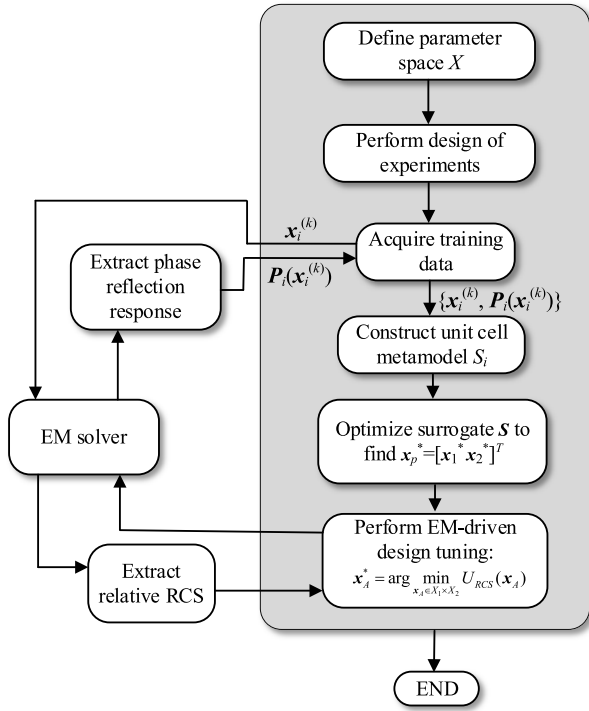 Define parameter
space X
Perform design of
experiments
x_i^(k)
Acquire training
data
P_i(x_i^(k))
Extract phase
reflection
response
{x_i^(k), P_i(x_i^(k))}
Construct unit cell
metamodel S_i
EM solver
Optimize surrogate S to
find x_p^*=[x_1^* x_2^*]^T
Perform EM-driven
design tuning:
x_A^* = arg min_{x_A∈X_1×X_2} U_RCS(x_A)
Extract
relative RCS
END